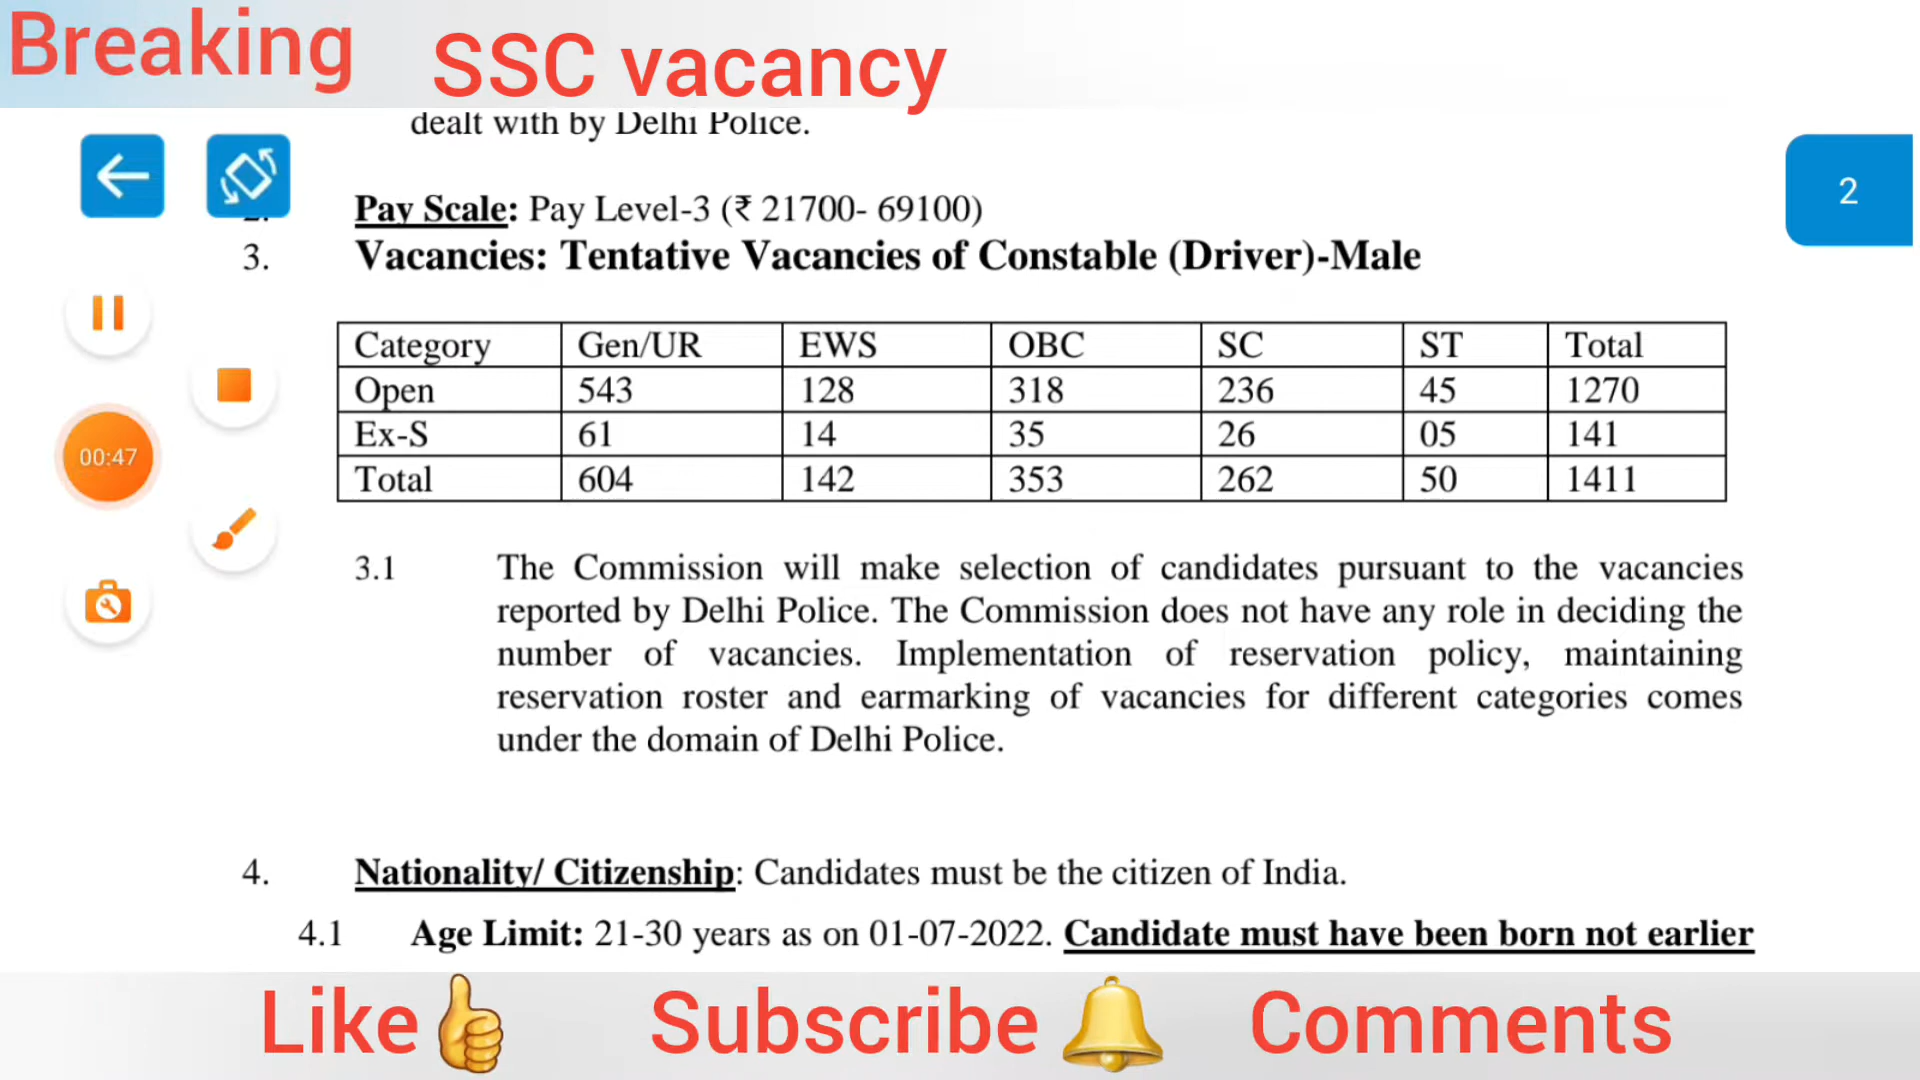 Breaking SSC vacancy
dealt with by Delhi Police.
2
2. Pay Scale: Pay Level-3 (₹ 21700- 69100)
3. Vacancies: Tentative Vacancies of Constable (Driver)-Male
Category Gen/UR EWS OBC SC ST Total
Open 543 128 318 236 45 1270
Ex-S 61 14 35 26 05 141
Total 604 142 353 262 50 1411
00:47
3.1 The Commission will make selection of candidates pursuant to the vacancies
reported by Delhi Police. The Commission does not have any role in deciding the
number of vacancies. Implementation of reservation policy, maintaining
reservation roster and earmarking of vacancies for different categories comes
under the domain of Delhi Police.
4. Nationality/ Citizenship: Candidates must be the citizen of India.
4.1 Age Limit: 21-30 years as on 01-07-2022. Candidate must have been born not earlier
Like👍 Subscribe🔔 Comments